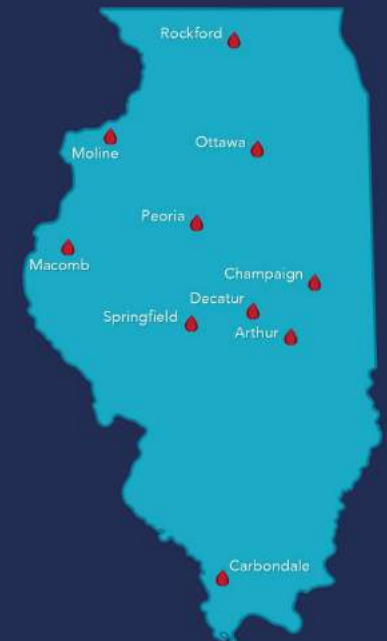 Rockford
Moline
Ottawa
Peoria
Macomb
Champaign
Decatur
Springfield
Arthur
Carbondale